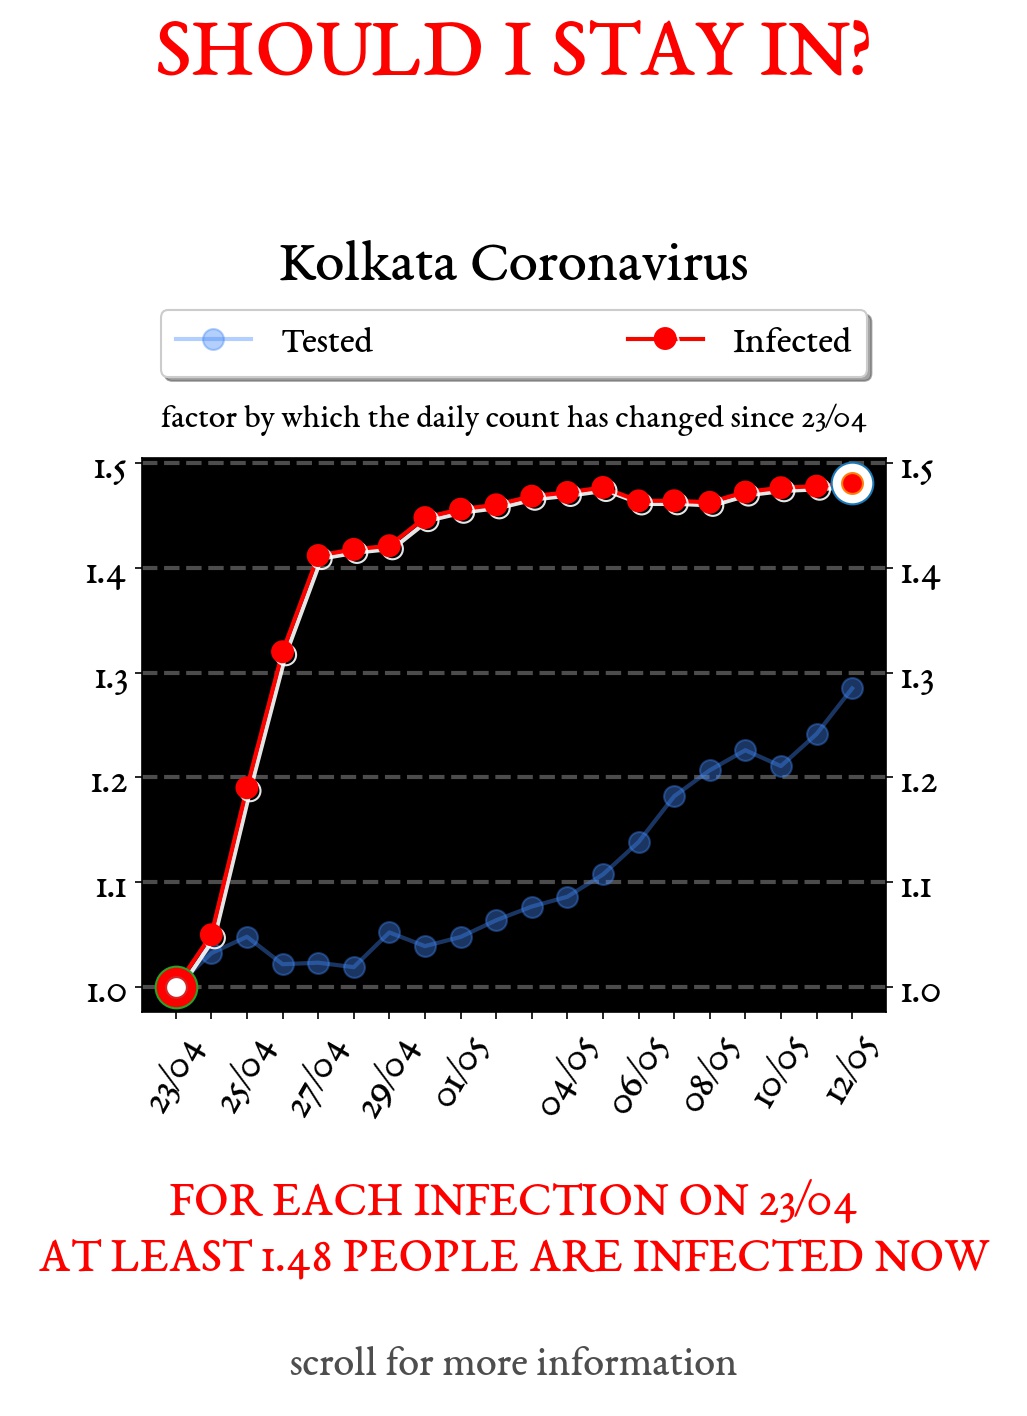 SHOULD I STAY IN?
Kolkata Coronavirus
Tested Infected
factor by which the daily count has changed since 23/04
1.5 1.5
1.4 1.4
1.3 1.3
1.2 1.2
1.1 1.1
1.0 1.0
23/04 25/04 27/04 29/04 01/05 04/05 06/05 08/05 10/05 12/05
FOR EACH INFECTION ON 23/04
AT LEAST 1.48 PEOPLE ARE INFECTED NOW
scroll for more information